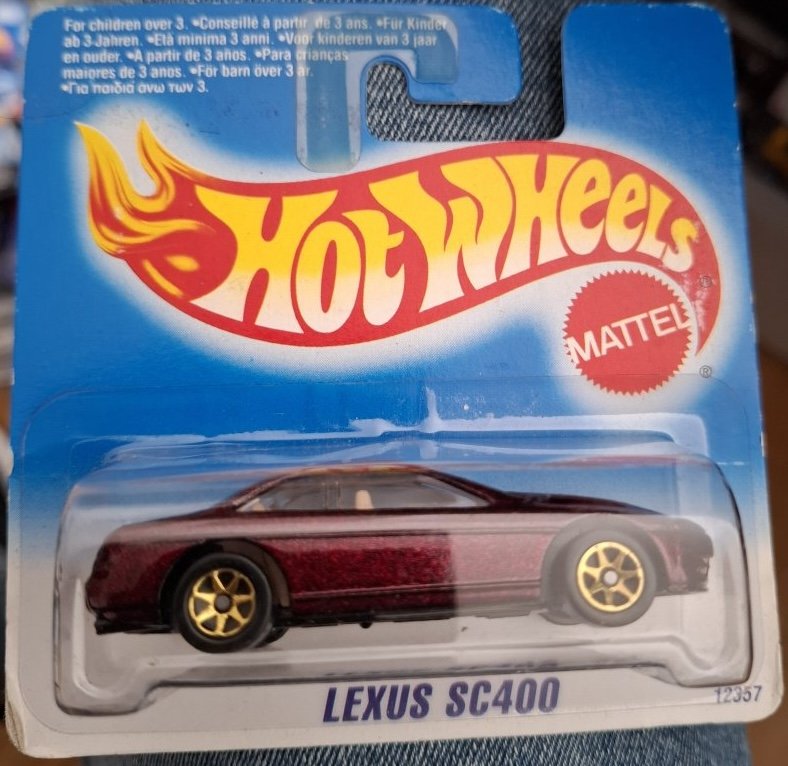 For children over 3. •Conseillé à partir de 3 ans. •Für Kinder
ab 3 Jahren. •Età minima 3 anni. •Voor kinderen van 3 jaar
en ouder. •A partir de 3 años. •Para crianças
maiores de 3 anos. •För barn över 3 år.
•Για παιδιά άνω των 3.
HOT WHEELS
®
MATTEL
®
LEXUS SC400
12357